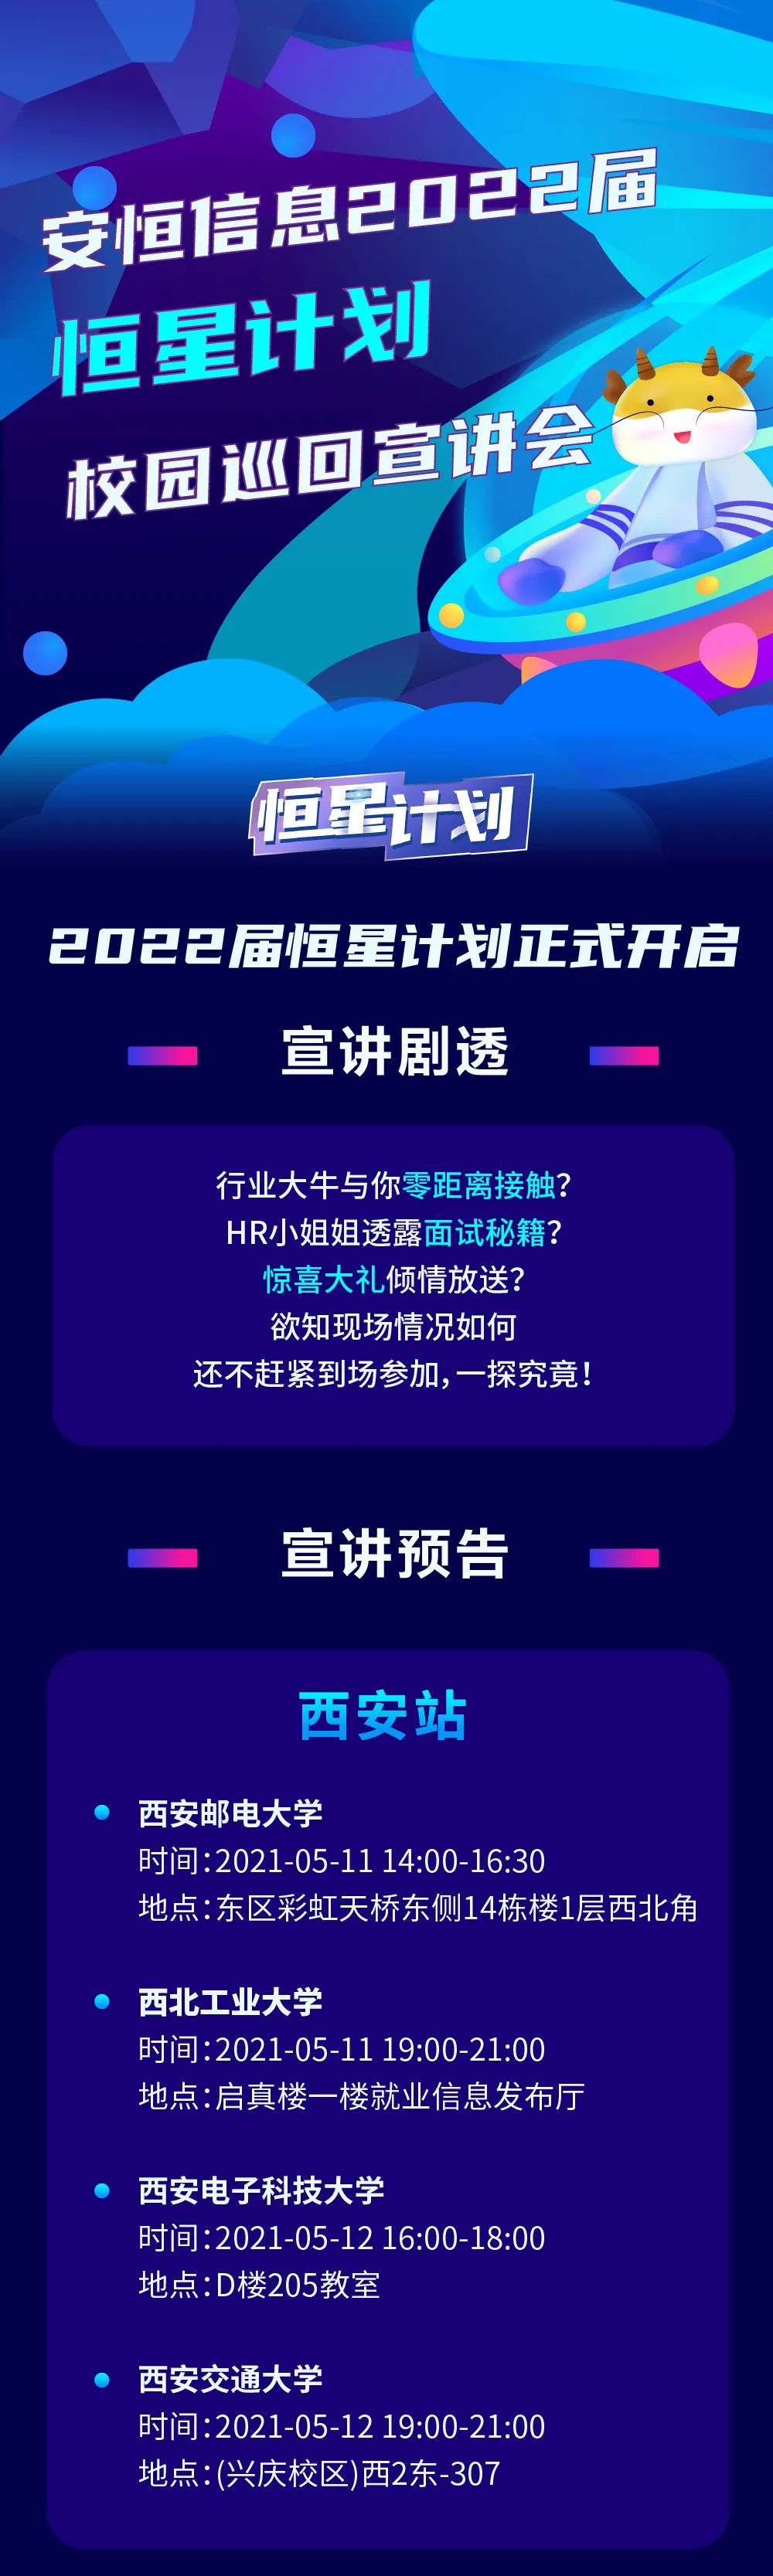 安恒信息2022届
恒星计划
校园巡回宣讲会
恒星计划
2022届恒星计划正式开启
宣讲剧透
行业大牛与你零距离接触？
HR小姐姐透露面试秘籍？
惊喜大礼倾情放送？
欲知现场情况如何
还不赶紧到场参加，一探究竟！
宣讲预告
西安站
西安邮电大学
时间：2021-05-11 14:00-16:30
地点：东区彩虹天桥东侧14栋楼1层西北角
西北工业大学
时间：2021-05-11 19:00-21:00
地点：启真楼一楼就业信息发布厅
西安电子科技大学
时间：2021-05-12 16:00-18:00
地点：D楼205教室
西安交通大学
时间：2021-05-12 19:00-21:00
地点：(兴庆校区)西2东-307